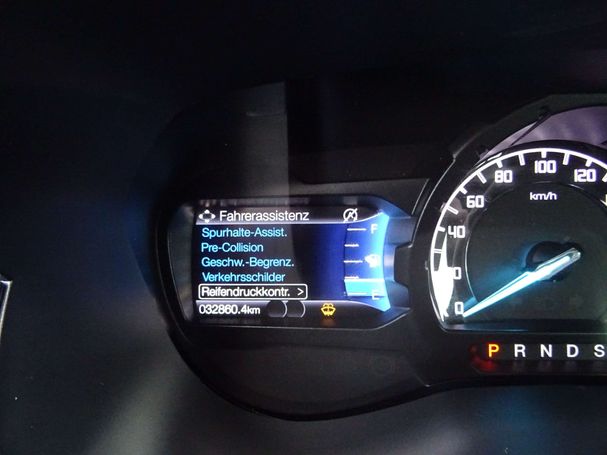 Fahrerassistenz
Spurhalte-Assist.
Pre-Collision
Geschw.-Begrenz.
Verkehrsschilder
Reifendruckkontr. >
032860.4km
F
E
0
40
60
80
100
120
km/h
P R N D S